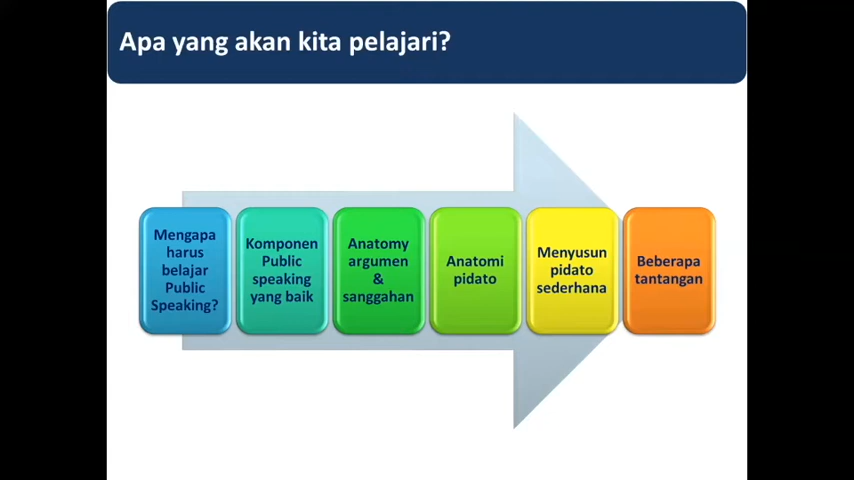 Apa yang akan kita pelajari?
Mengapa
harus
belajar
Public
Speaking?
Komponen
Public
speaking
yang baik
Anatomy
argumen
&
sanggahan
Anatomi
pidato
Menyusun
pidato
sederhana
Beberapa
tantangan